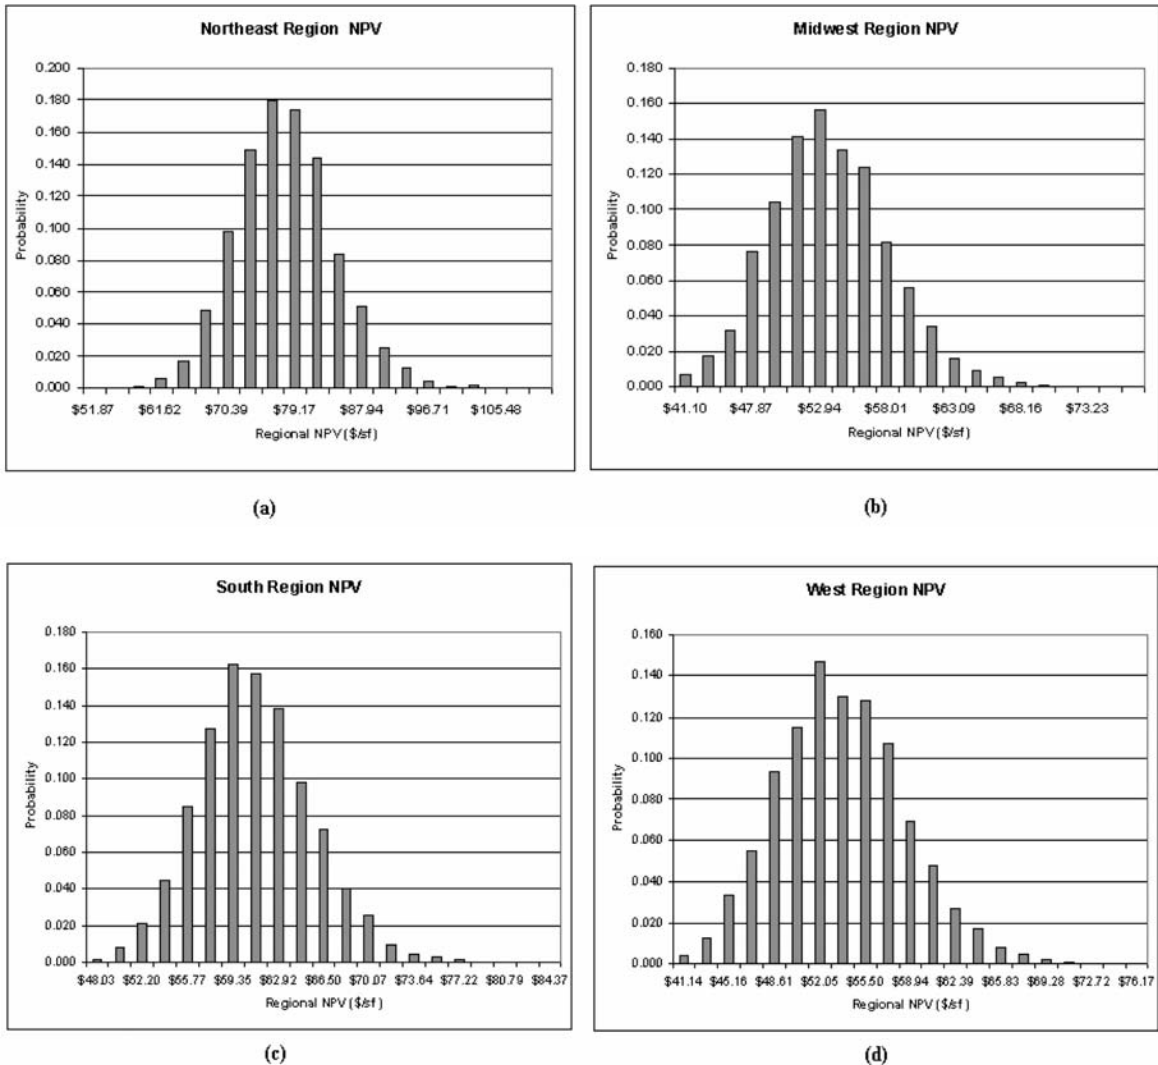 Northeast Region NPV
0.200
0.180
0.160
0.140
0.120
0.100
0.080
0.060
0.040
0.020
0.000
Probability
$51.87 $61.62 $70.39 $79.17 $87.94 $96.71 $105.48
Regional NPV ($/sf)
(a)
Midwest Region NPV
0.180
0.160
0.140
0.120
0.100
0.080
0.060
0.040
0.020
0.000
Probability
$41.10 $47.87 $52.94 $58.01 $63.09 $68.16 $73.23
Regional NPV ($/sf)
(b)
South Region NPV
0.180
0.160
0.140
0.120
0.100
0.080
0.060
0.040
0.020
0.000
Probability
$48.03 $52.20 $55.77 $59.35 $62.92 $66.50 $70.07 $73.64 $77.22 $80.79 $84.37
Regional NPV ($/sf)
(c)
West Region NPV
0.160
0.140
0.120
0.100
0.080
0.060
0.040
0.020
0.000
Probability
$41.14 $45.16 $48.61 $52.05 $55.50 $58.94 $62.39 $65.83 $69.28 $72.72 $76.17
Regional NPV ($/sf)
(d)